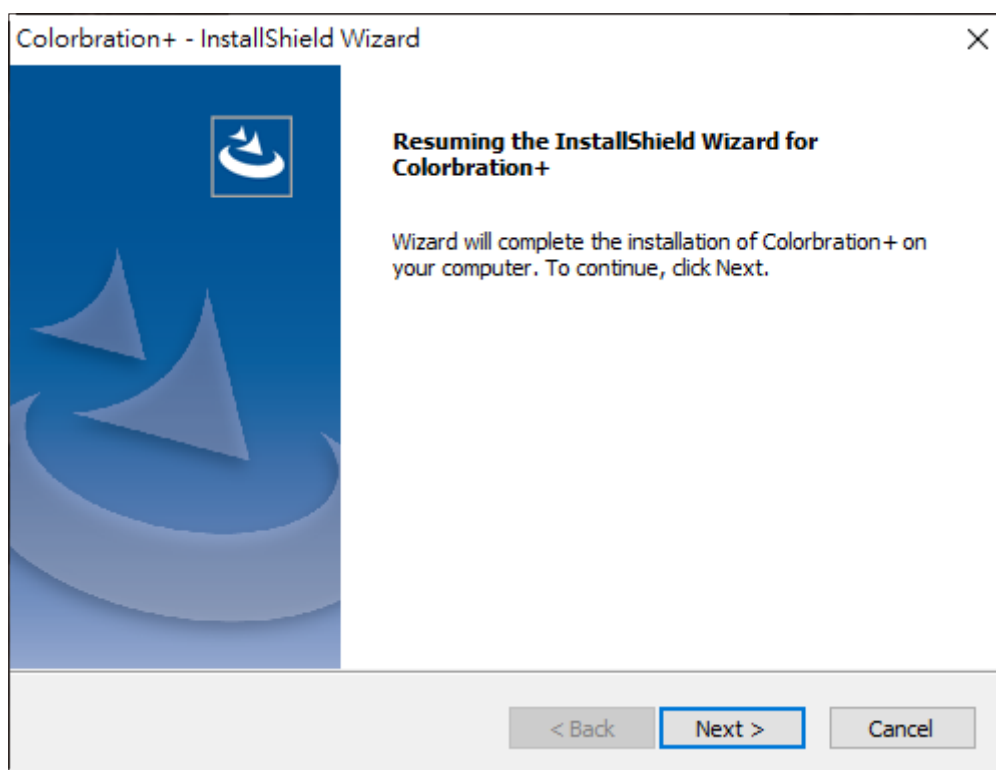 Colorbration+ - InstallShield Wizard
Resuming the InstallShield Wizard for
Colorbration+
Wizard will complete the installation of Colorbration+ on
your computer. To continue, click Next.
< Back
Next >
Cancel